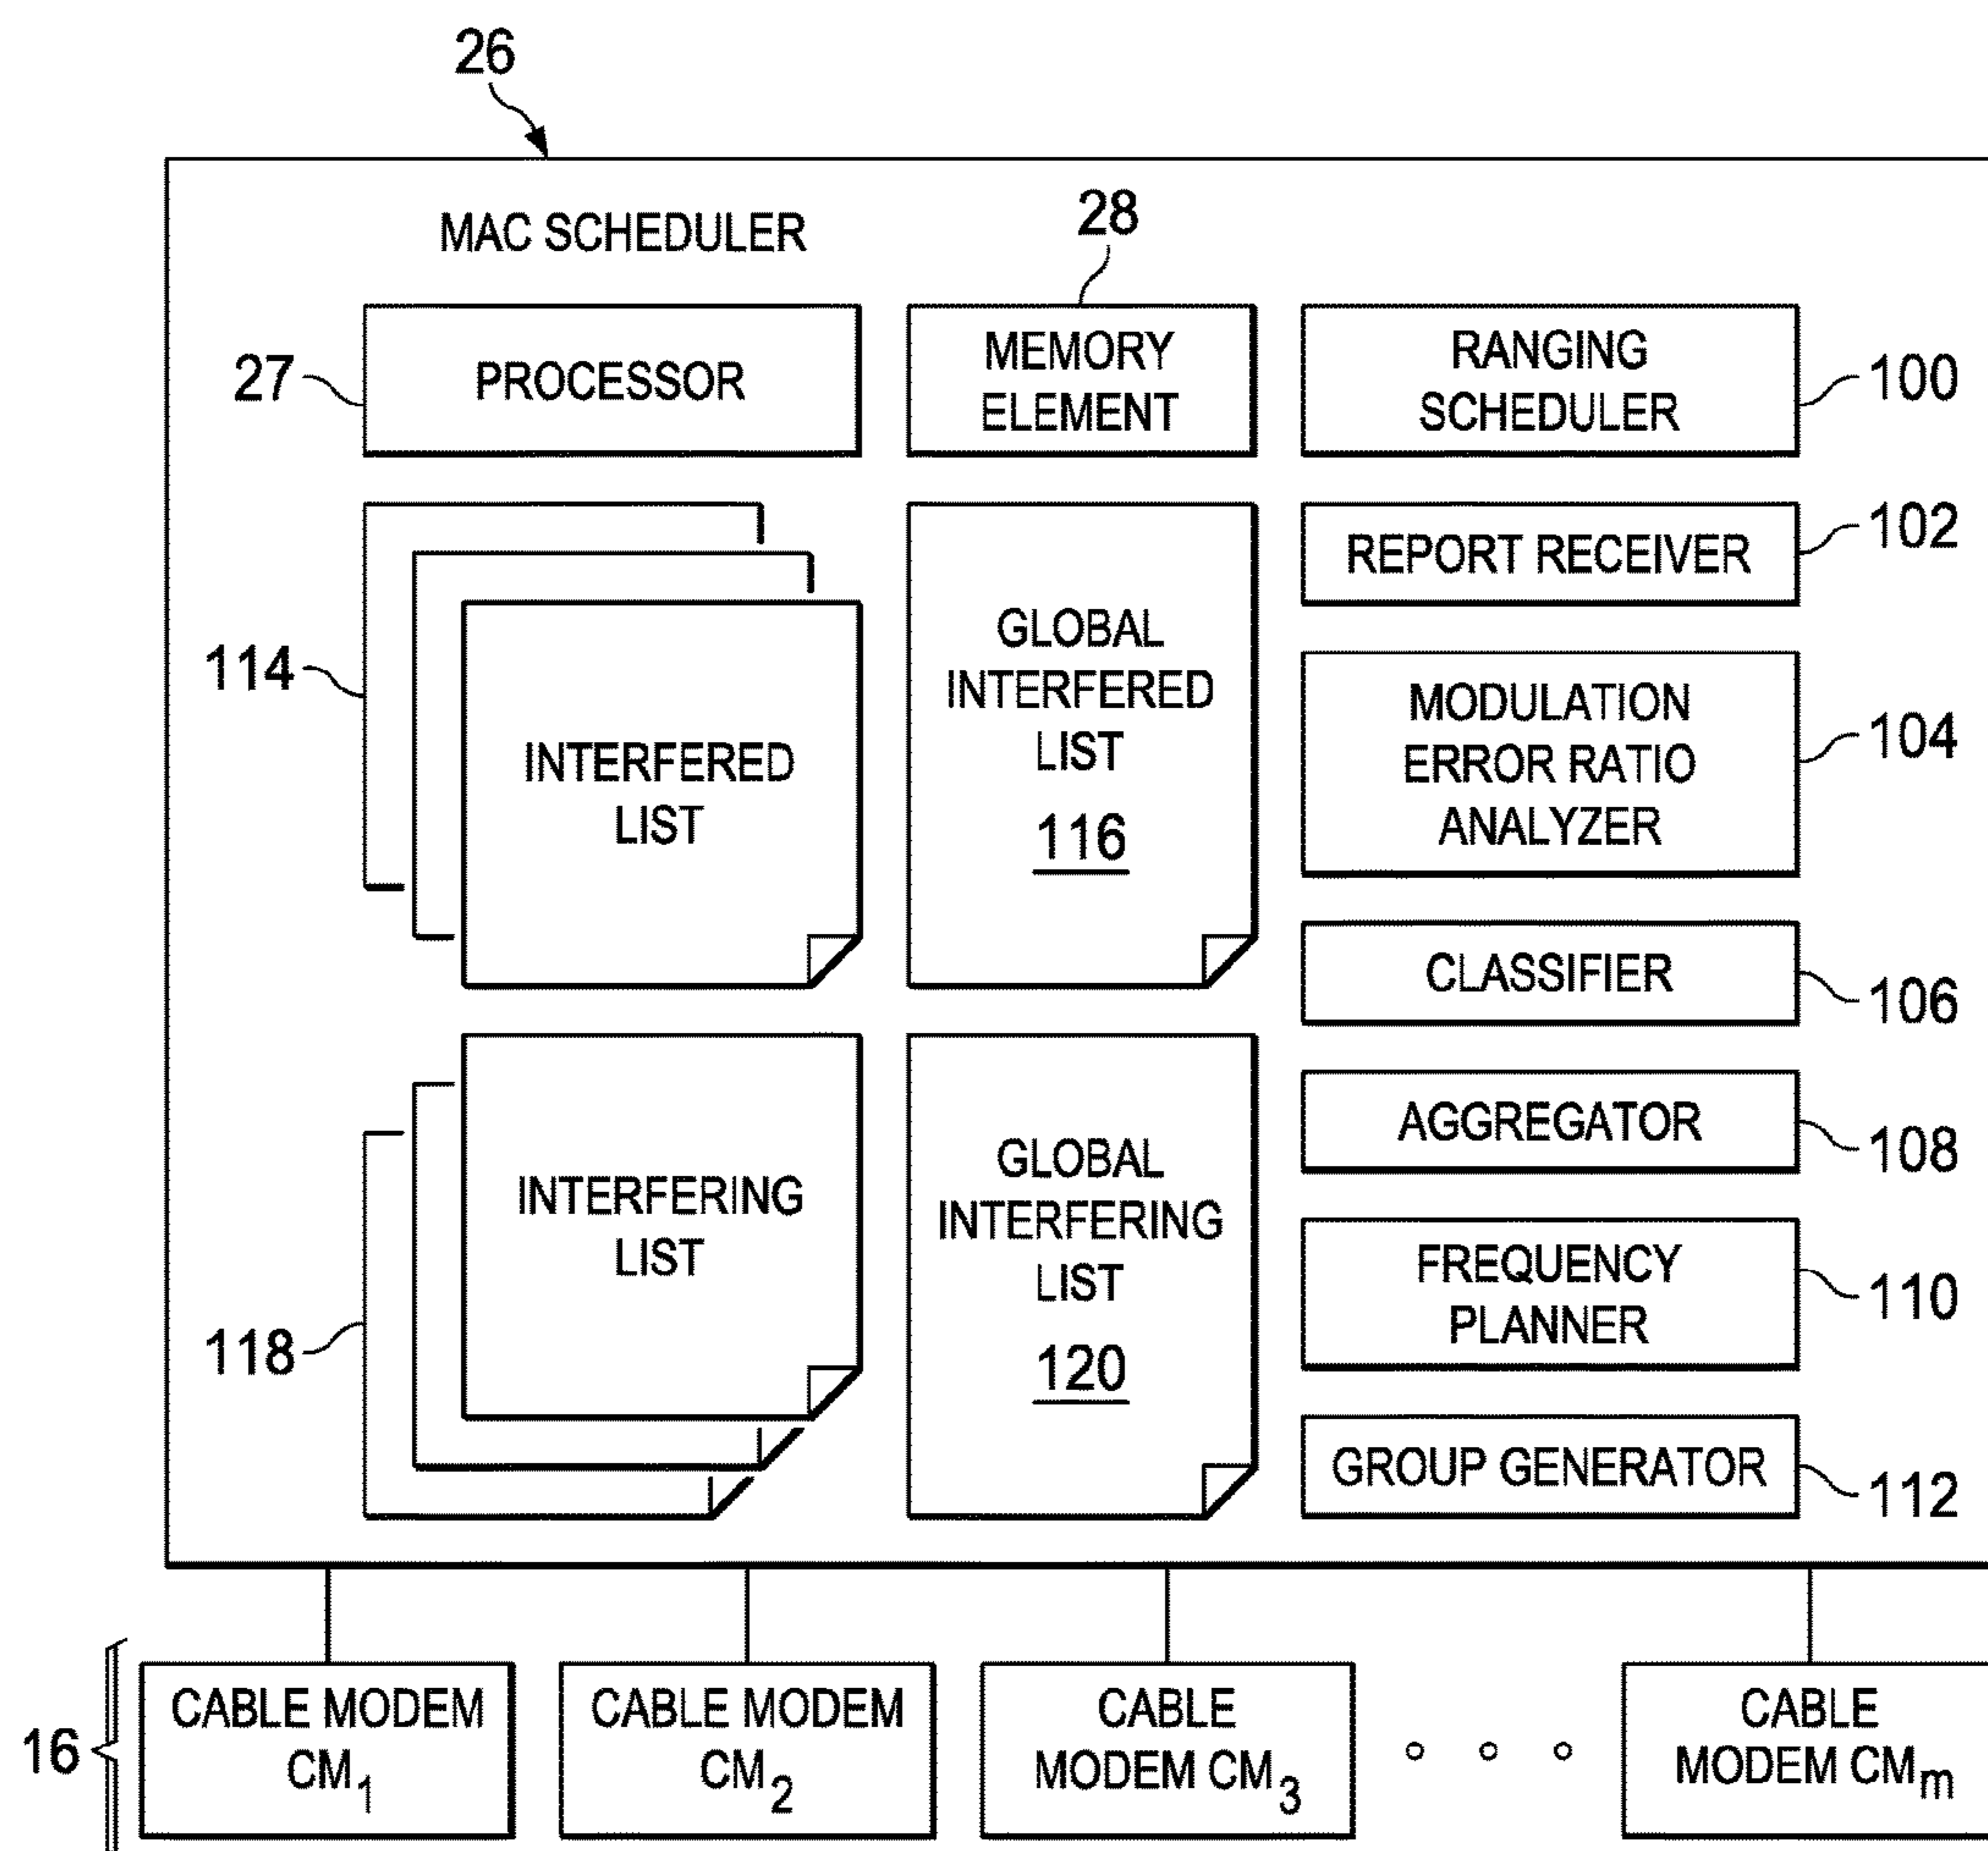 26
MAC SCHEDULER
28
27
PROCESSOR
MEMORY
ELEMENT
RANGING
SCHEDULER
100
REPORT RECEIVER
102
114
INTERFERED
LIST
GLOBAL
INTERFERED
LIST
116
MODULATION
ERROR RATIO
ANALYZER
104
CLASSIFIER
106
118
INTERFERING
LIST
GLOBAL
INTERFERING
LIST
120
AGGREGATOR
108
FREQUENCY
PLANNER
110
GROUP GENERATOR
112
16
CABLE MODEM
CM₁
CABLE MODEM
CM₂
CABLE
MODEM CM₃
CABLE
MODEM CMₘ